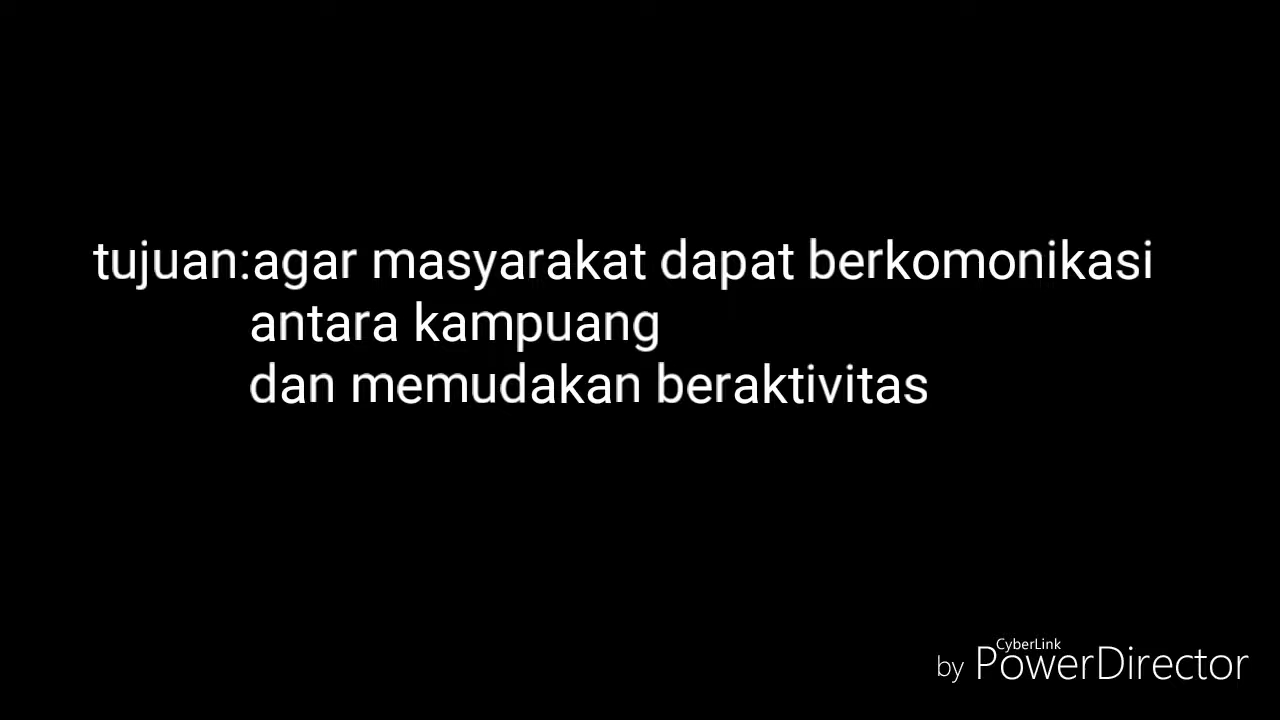 tujuan:agar masyarakat dapat berkomonikasi
antara kampuang
dan memudakan beraktivitas
CyberLink
by PowerDirector